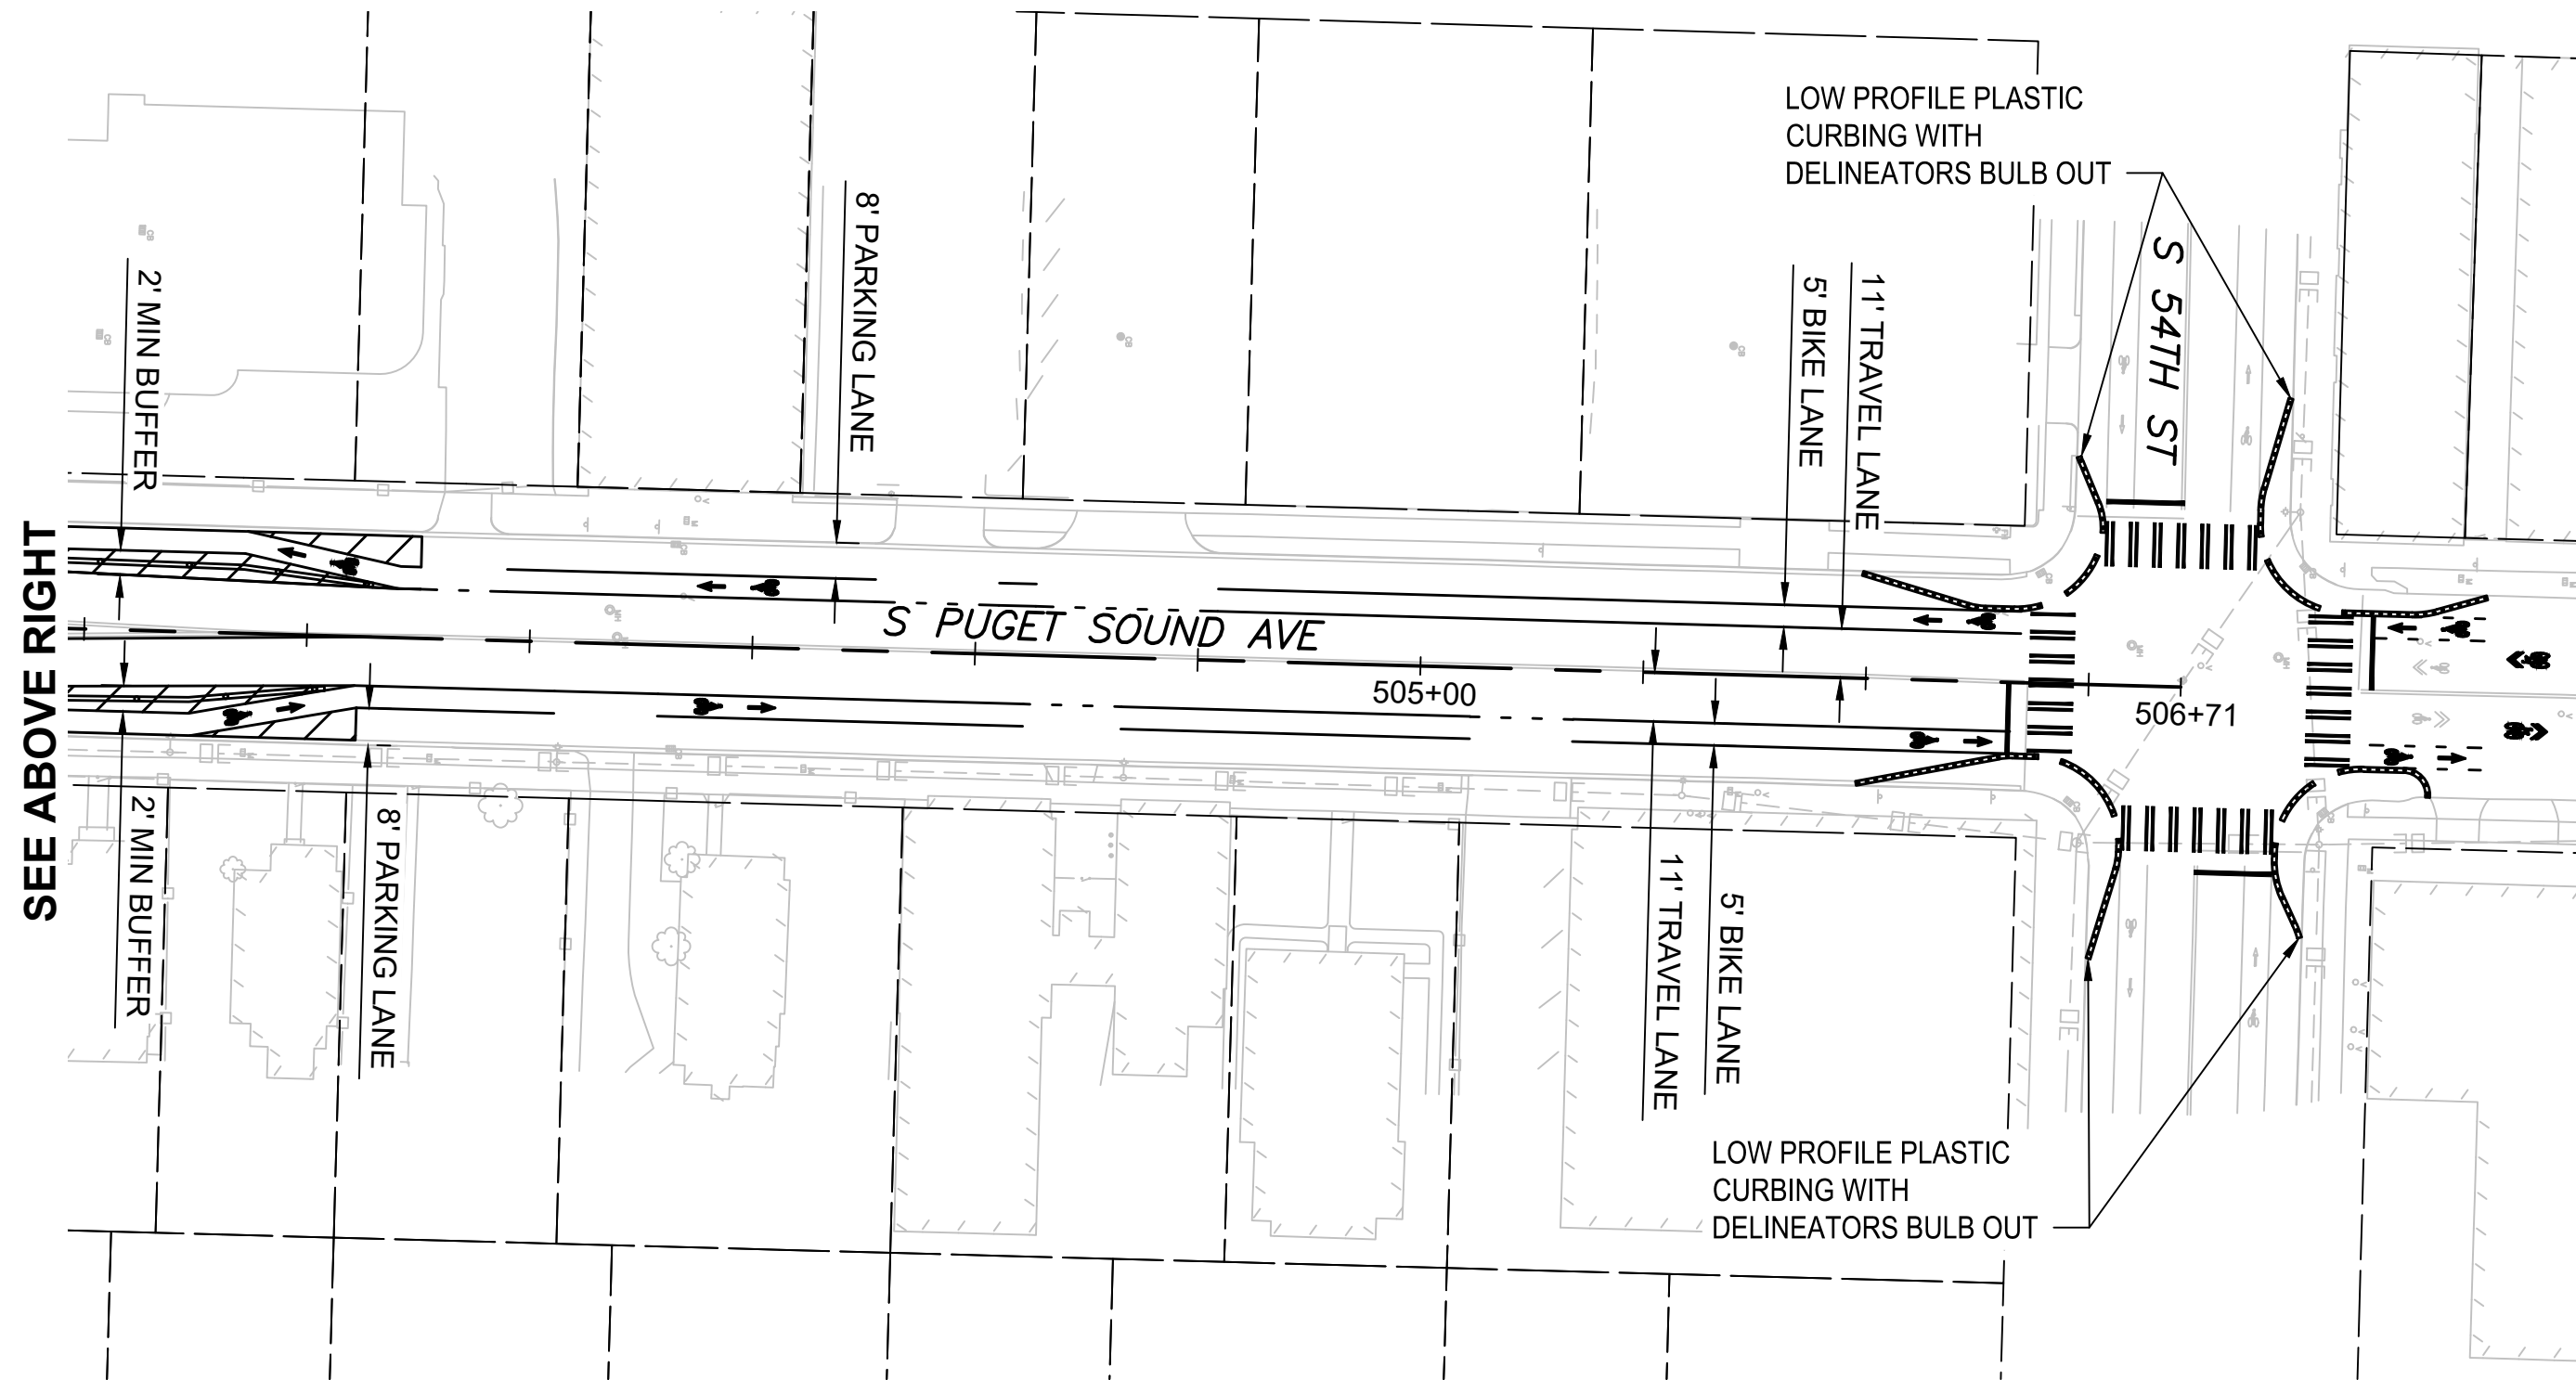 LOW PROFILE PLASTIC
CURBING WITH
DELINEATORS BULB OUT
S 54TH ST
8' PARKING LANE
2' MIN BUFFER
5' BIKE LANE
11' TRAVEL LANE
SEE ABOVE RIGHT
S PUGET SOUND AVE
505+00
506+71
2' MIN BUFFER
8' PARKING LANE
11' TRAVEL LANE
5' BIKE LANE
LOW PROFILE PLASTIC
CURBING WITH
DELINEATORS BULB OUT